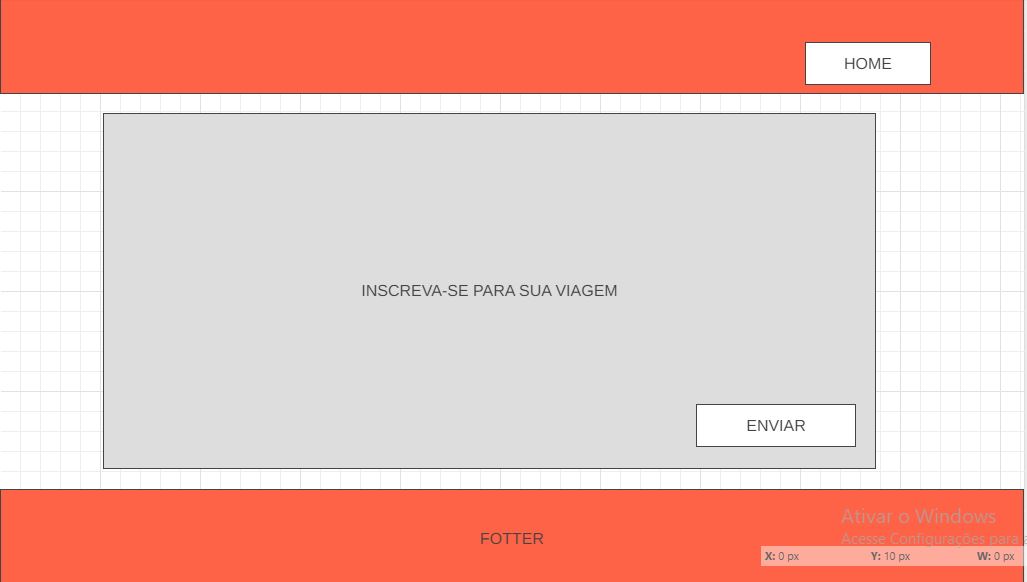 HOME
INSCREVA-SE PARA SUA VIAGEM
ENVIAR
Ativar o Windows
FOTTER
Acesse Configurações para a
X: 0 px Y: 10 px W: 0 px